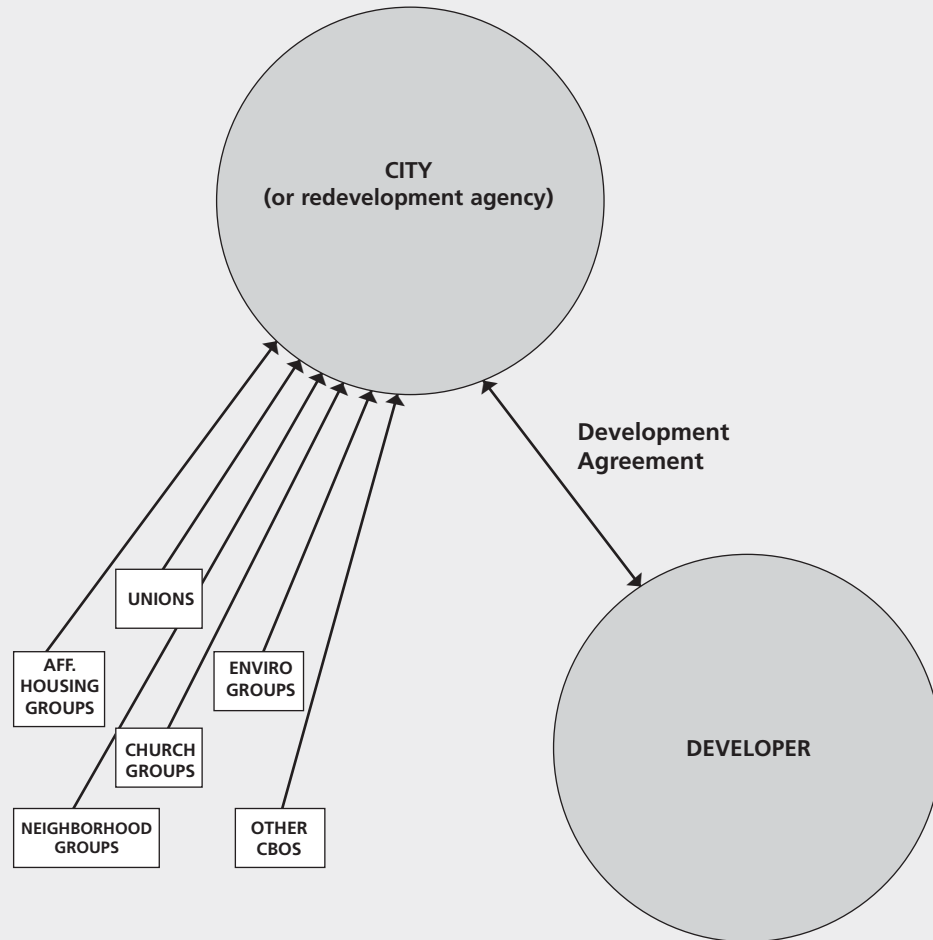 CITY
(or redevelopment agency)
Development
Agreement
UNIONS
AFF.
HOUSING
GROUPS
ENVIRO
GROUPS
CHURCH
GROUPS
DEVELOPER
NEIGHBORHOOD
GROUPS
OTHER
CBOS